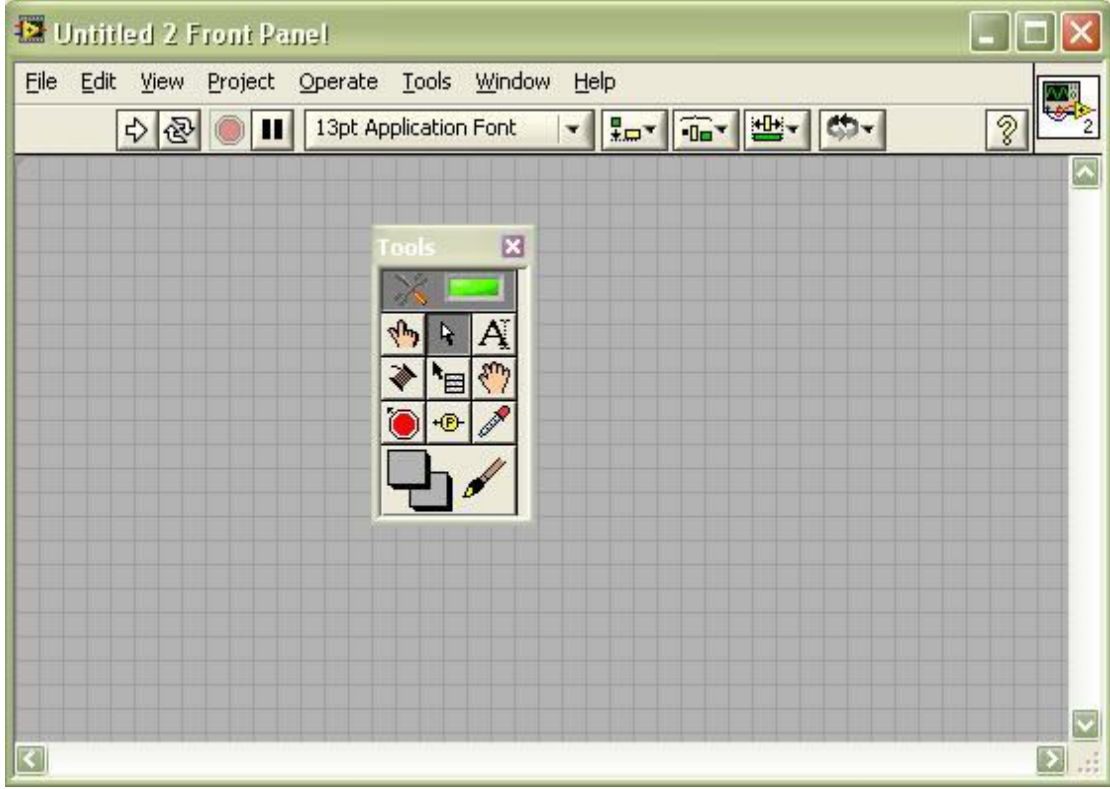 Untitled 2 Front Panel
File Edit View Project Operate Tools Window Help
13pt Application Font
2
Tools
A
P